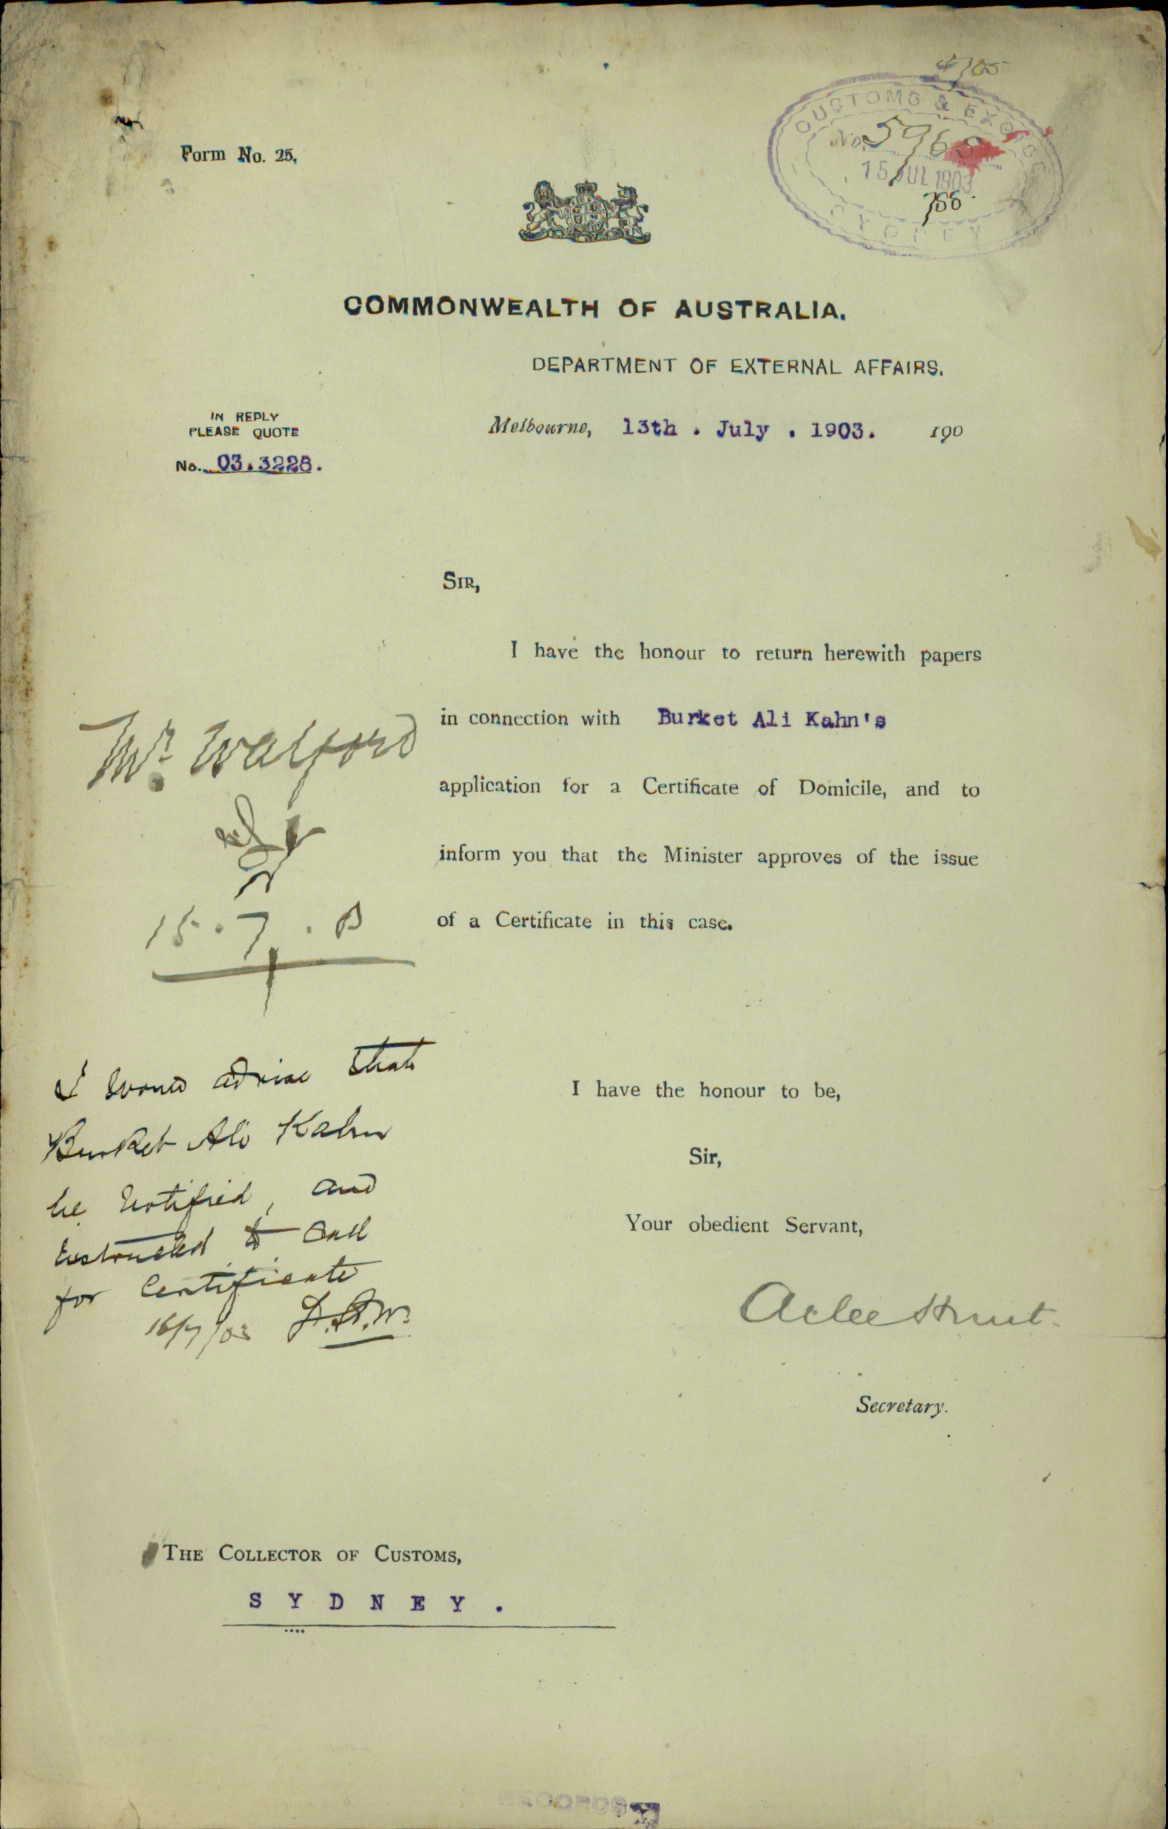 4/05
CUSTOMS & EXCISE
No. 5968
15 JUL 1903
SYDNEY
Form No. 25.
COMMONWEALTH OF AUSTRALIA.
DEPARTMENT OF EXTERNAL AFFAIRS.
IN REPLY
PLEASE QUOTE
No. 03.3228.
Melbourne, 13th . July . 1903. 190
SIR,
I have the honour to return herewith papers
in connection with Burket Ali Kahn's
application for a Certificate of Domicile, and to
inform you that the Minister approves of the issue
of a Certificate in this case.
Mr. Walford
15.7.
I would advise that
Burket Ali Kahn
be notified, and
instructed to call
for Certificate
16/7/03 D.H.W.
I have the honour to be,
Sir,
Your obedient Servant,
Atlee Hunt.
Secretary.
THE COLLECTOR OF CUSTOMS,
SYDNEY.
RECORDS